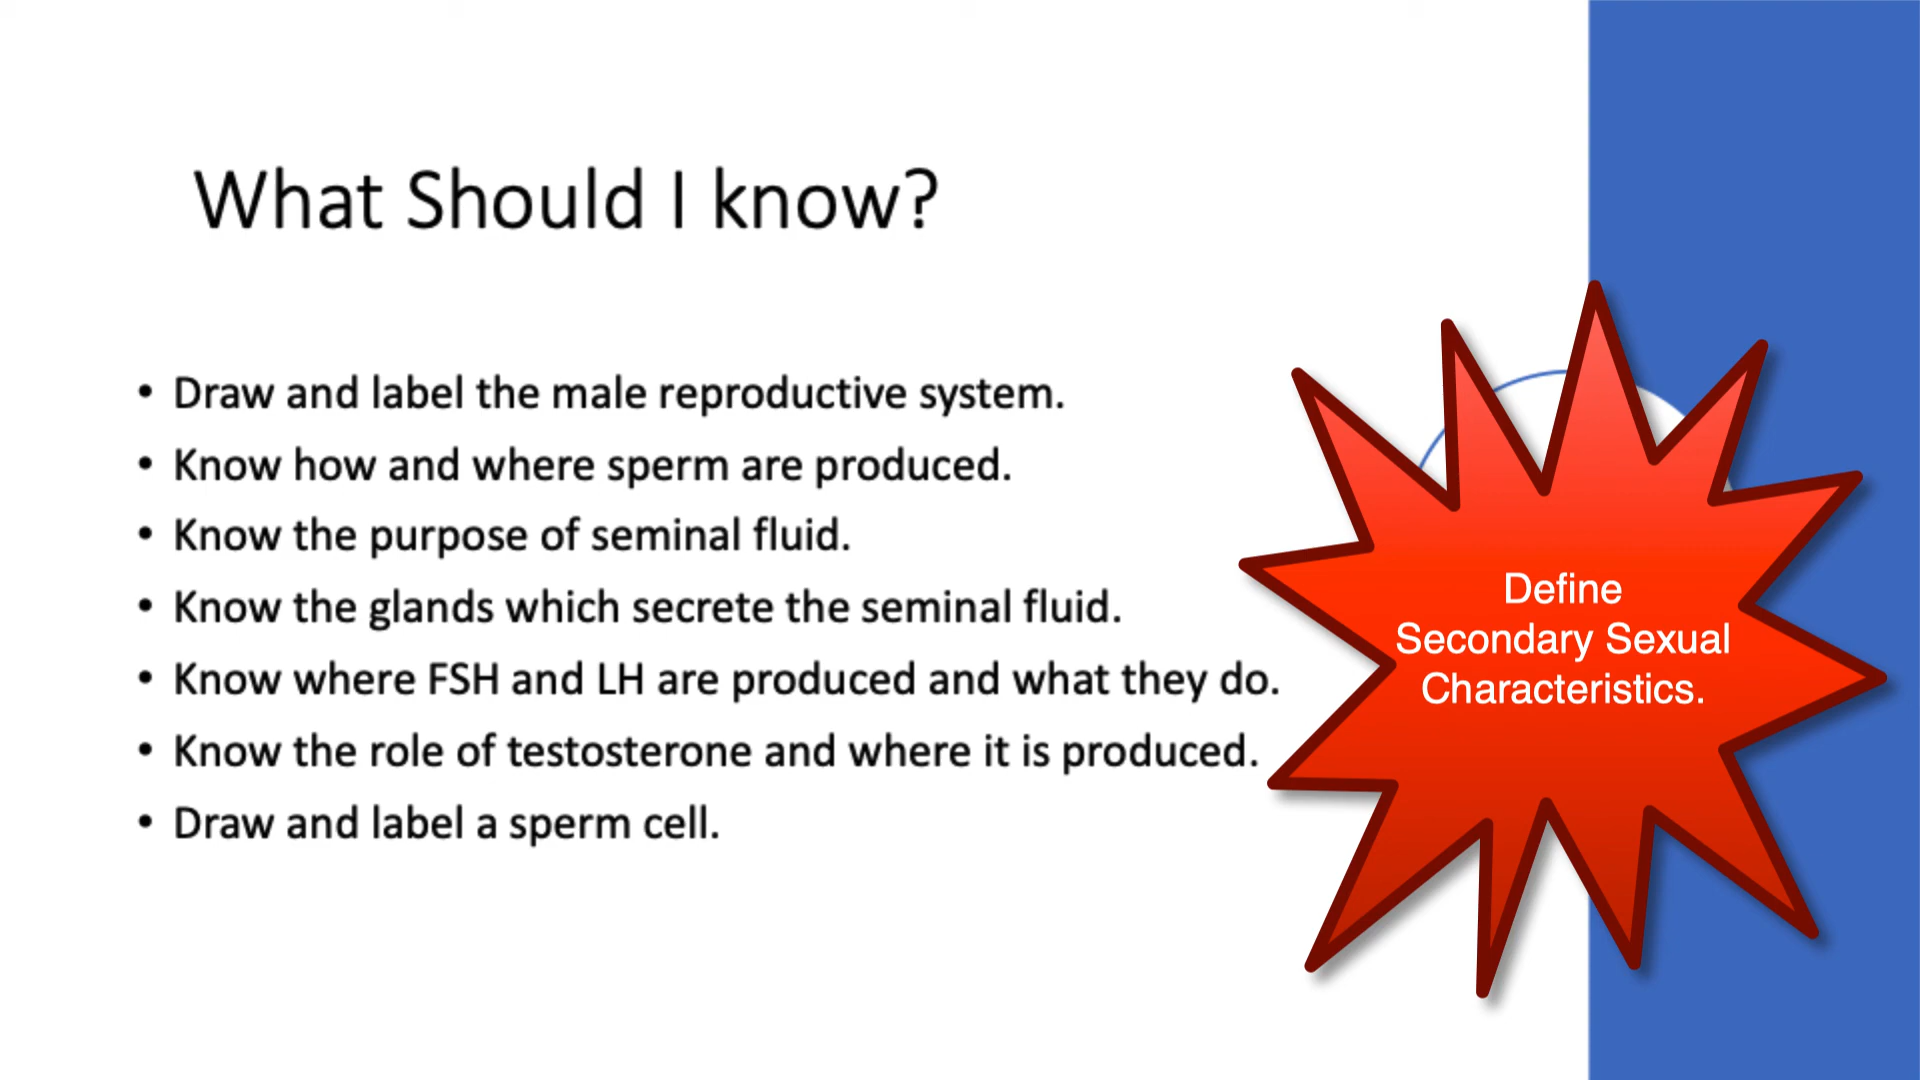 What Should I know?
• Draw and label the male reproductive system.
• Know how and where sperm are produced.
• Know the purpose of seminal fluid.
• Know the glands which secrete the seminal fluid.
• Know where FSH and LH are produced and what they do.
• Know the role of testosterone and where it is produced.
• Draw and label a sperm cell.
Define
Secondary Sexual
Characteristics.